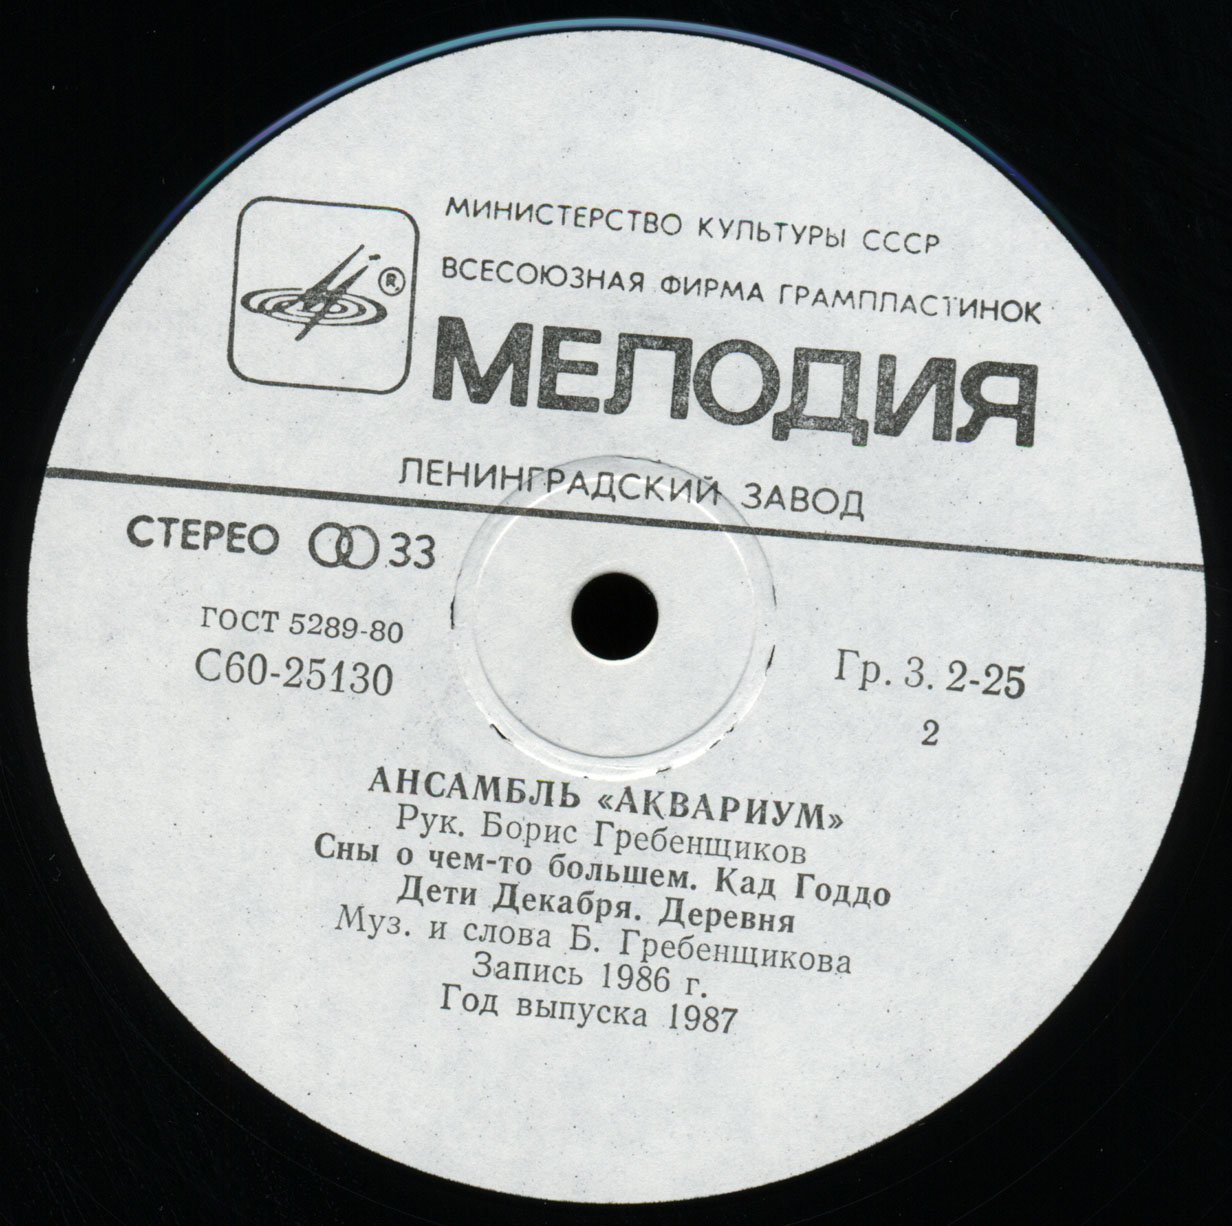 МИНИСТЕРСТВО КУЛЬТУРЫ СССР
ВСЕСОЮЗНАЯ ФИРМА ГРАМПЛАСТИНОК
®
МЕЛОДИЯ
ЛЕНИНГРАДСКИЙ ЗАВОД
СТЕРЕО 33
ГОСТ 5289-80
С60-25130
Гр. 3. 2-25
2
АНСАМБЛЬ «АКВАРИУМ»
Рук. Борис Гребенщиков
Сны о чем-то большем. Кад Годдо
Дети Декабря. Деревня
Муз. и слова Б. Гребенщикова
Запись 1986 г.
Год выпуска 1987